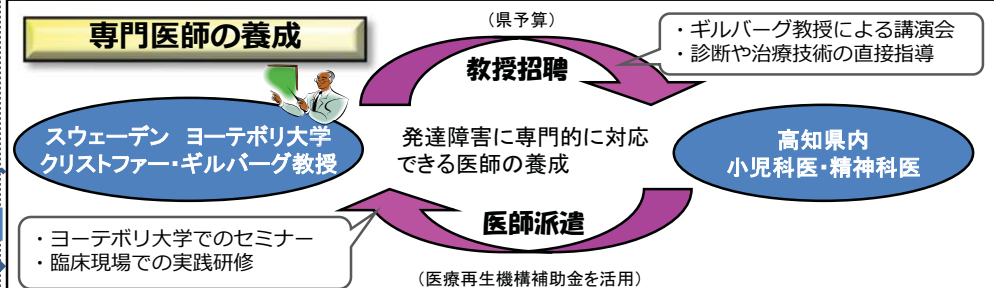 専門医師の養成
（県予算）
・ギルバーグ教授による講演会
・診断や治療技術の直接指導
教授招聘
スウェーデン　ヨーテボリ大学
クリストファー・ギルバーグ教授
発達障害に専門的に対応
できる医師の養成
高知県内
小児科医・精神科医
医師派遣
・ヨーテボリ大学でのセミナー
・臨床現場での実践研修
（医療再生機構補助金を活用）